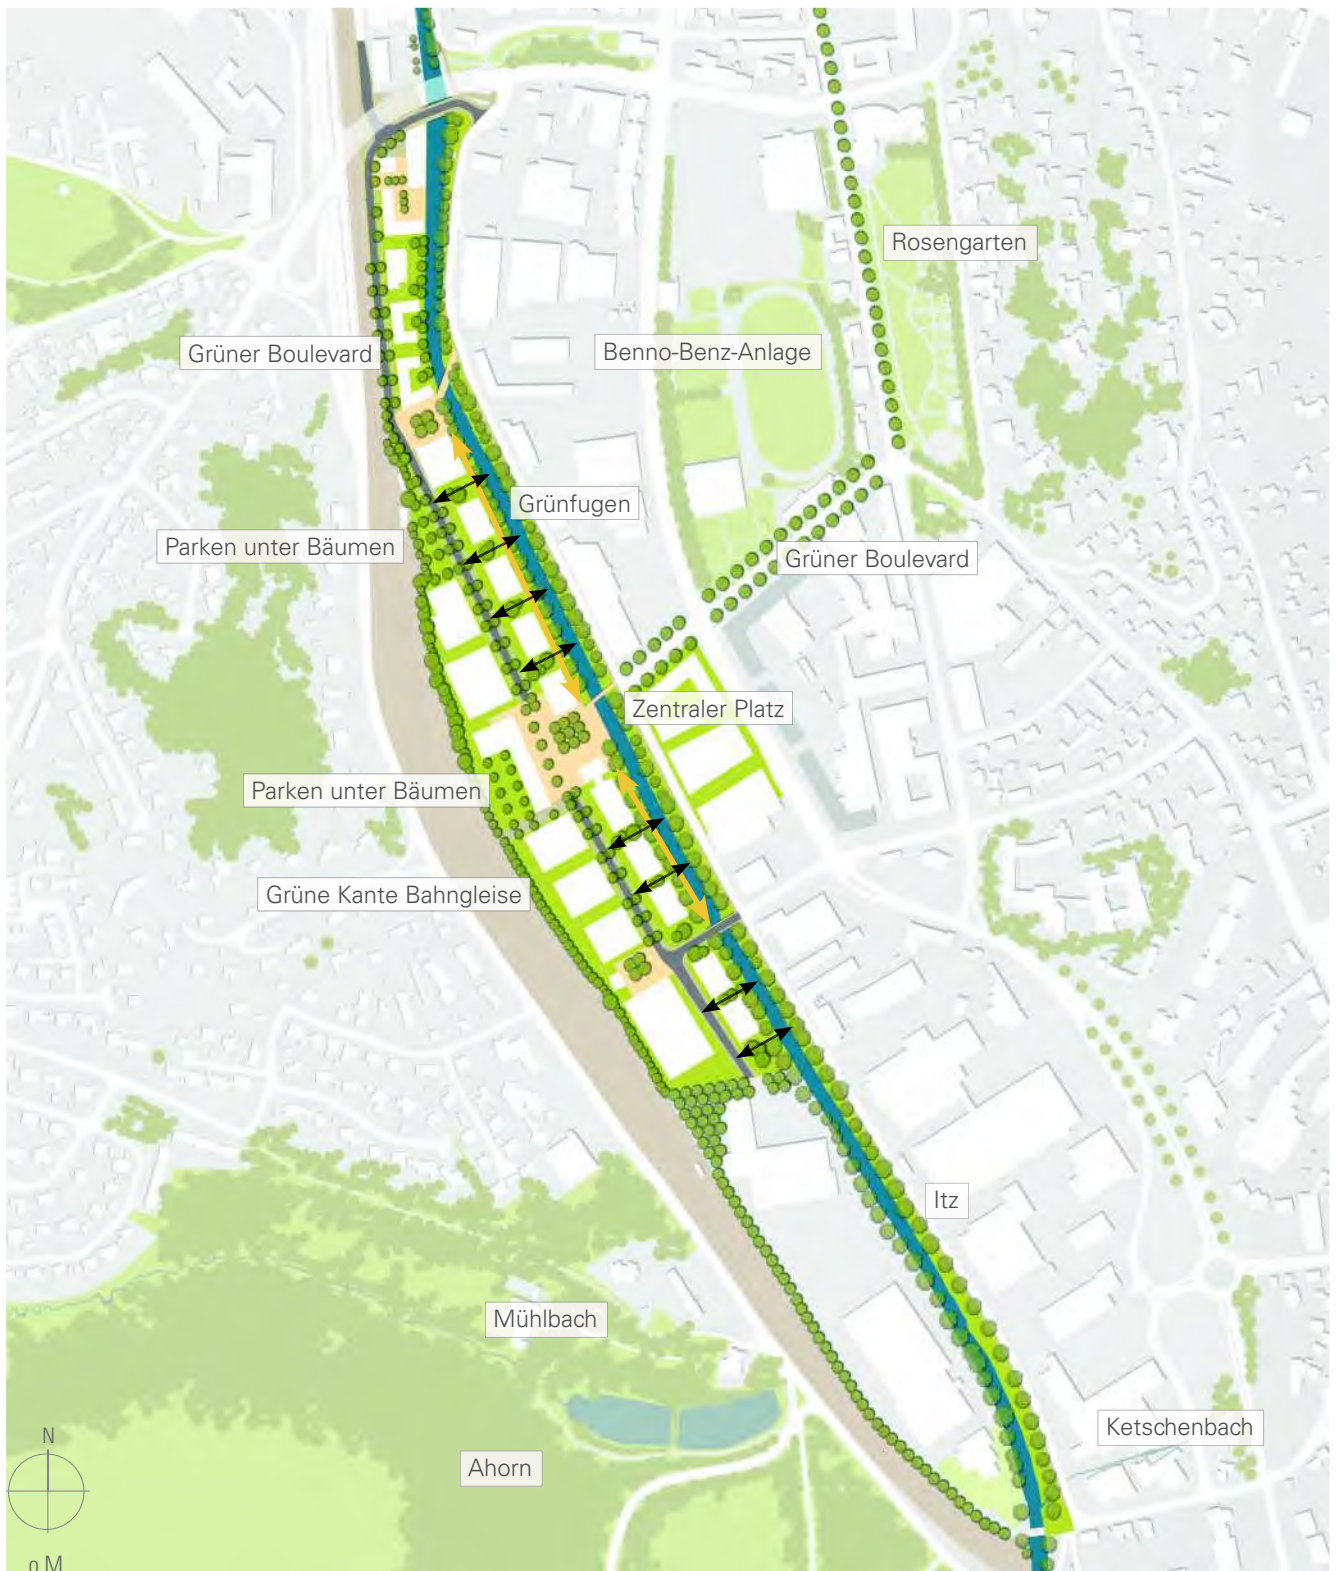 Rosengarten
Grüner Boulevard
Benno-Benz-Anlage
Grünfugen
Parken unter Bäumen
Grüner Boulevard
Zentraler Platz
Parken unter Bäumen
Grüne Kante Bahngleise
Itz
Mühlbach
Ketschenbach
N
Ahorn
0 M